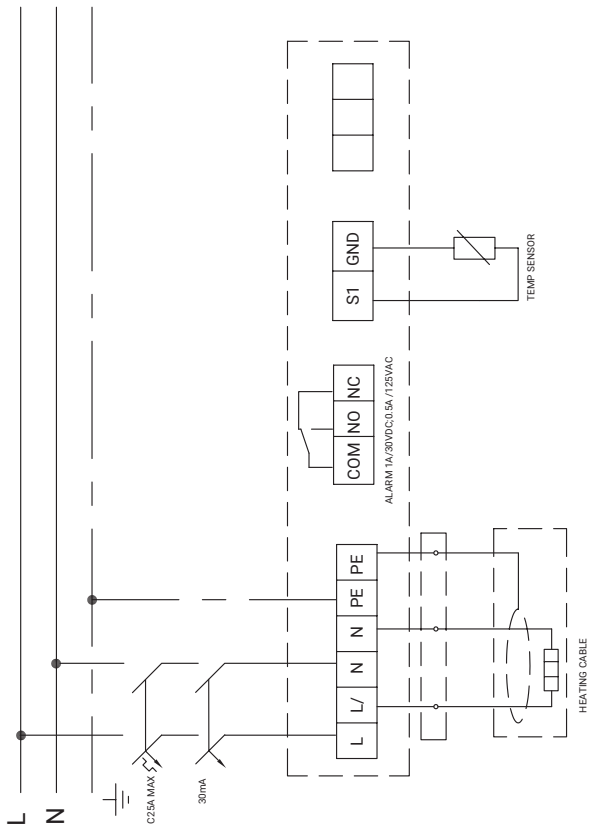 L
N
C25A MAX
30mA
L
L/
N
N
PE
PE
COM
NO
NC
ALARM 1A/30VDC;0.5A /125VAC
S1
GND
TEMP SENSOR
HEATING CABLE